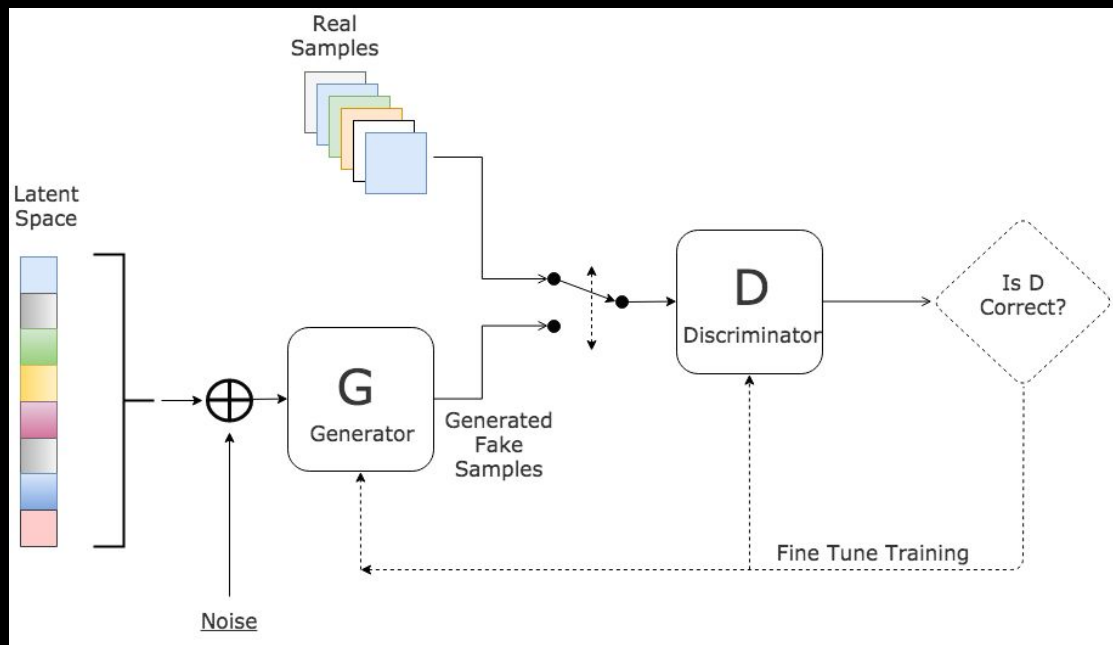 Real
Samples
Latent
Space
Is D
Correct?
D
Discriminator
G
Generator
Generated
Fake
Samples
Fine Tune Training
Noise